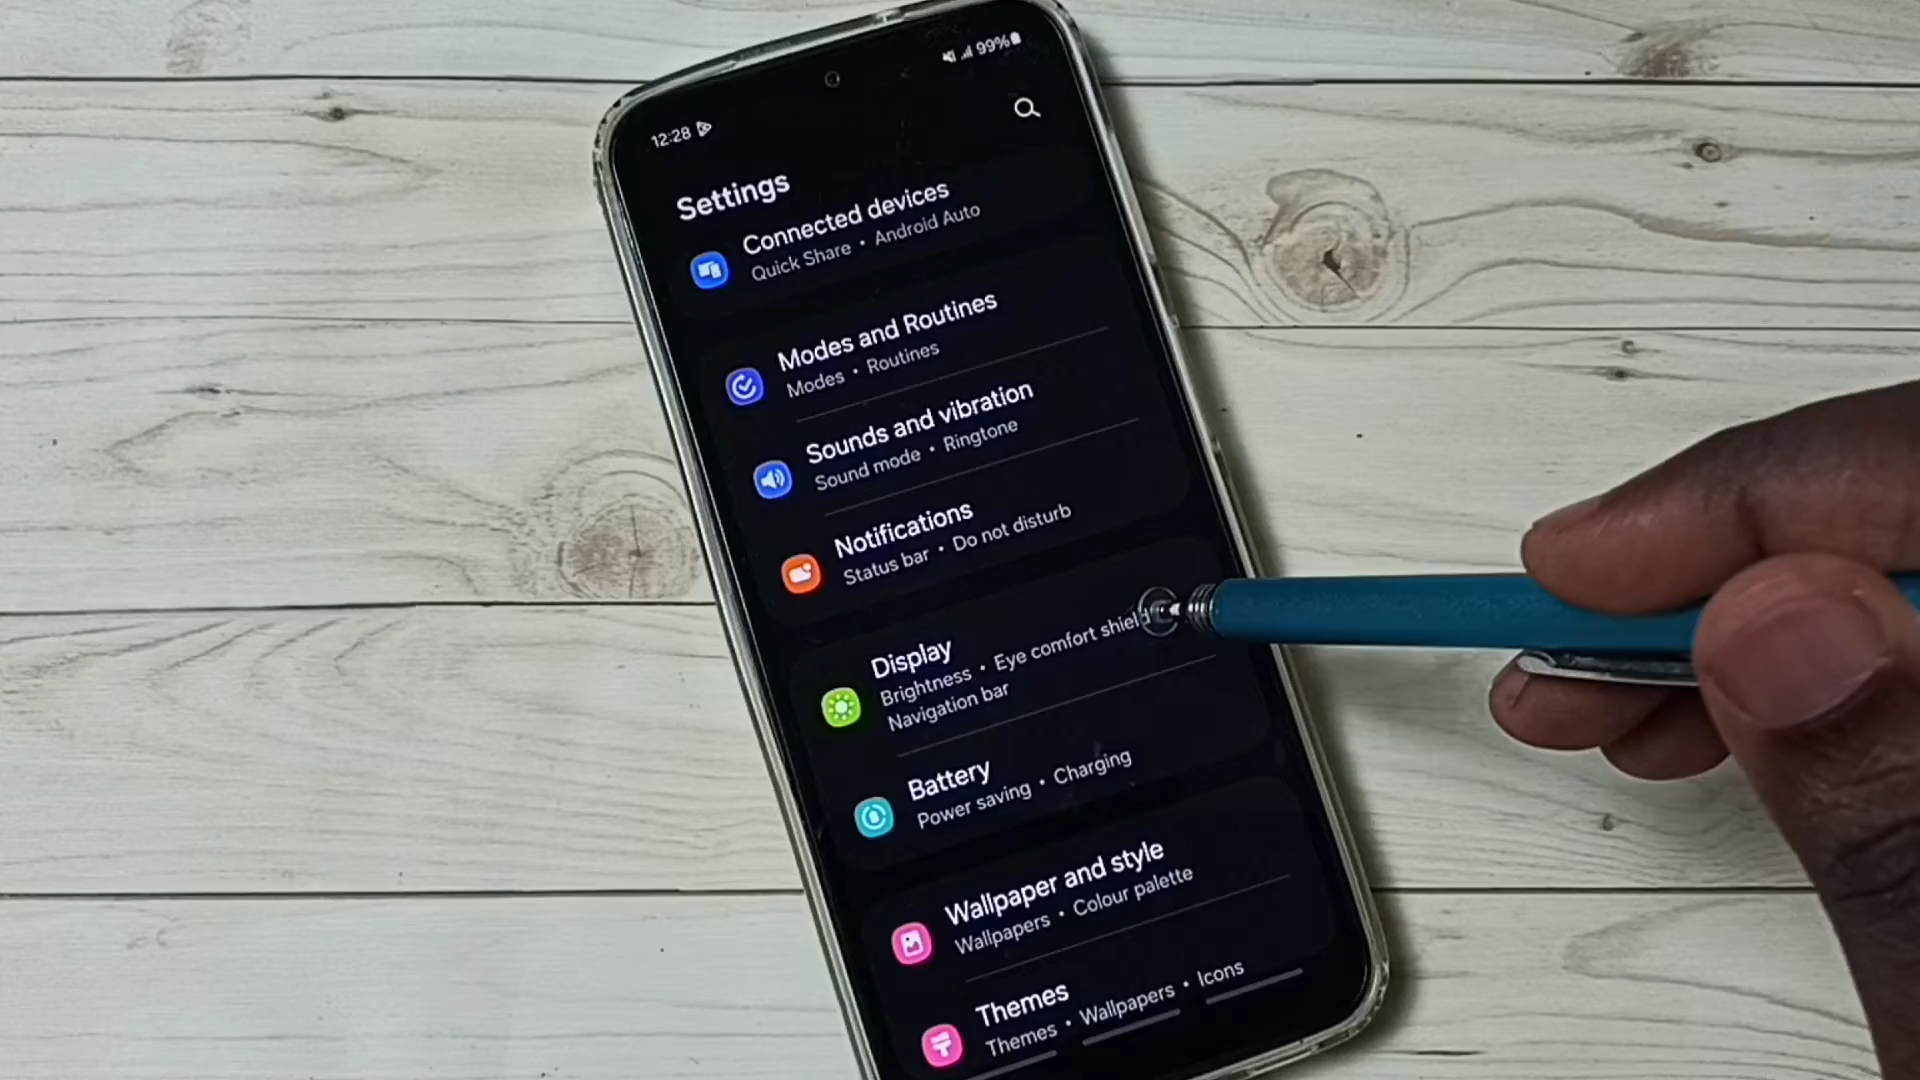 12:28
99%
Settings
Connected devices
Quick Share • Android Auto
Modes and Routines
Modes • Routines
Sounds and vibration
Sound mode • Ringtone
Notifications
Status bar • Do not disturb
Display
Brightness • Eye comfort shield
Navigation bar
Battery
Power saving • Charging
Wallpaper and style
Wallpapers • Colour palette
Themes
Themes • Wallpapers • Icons